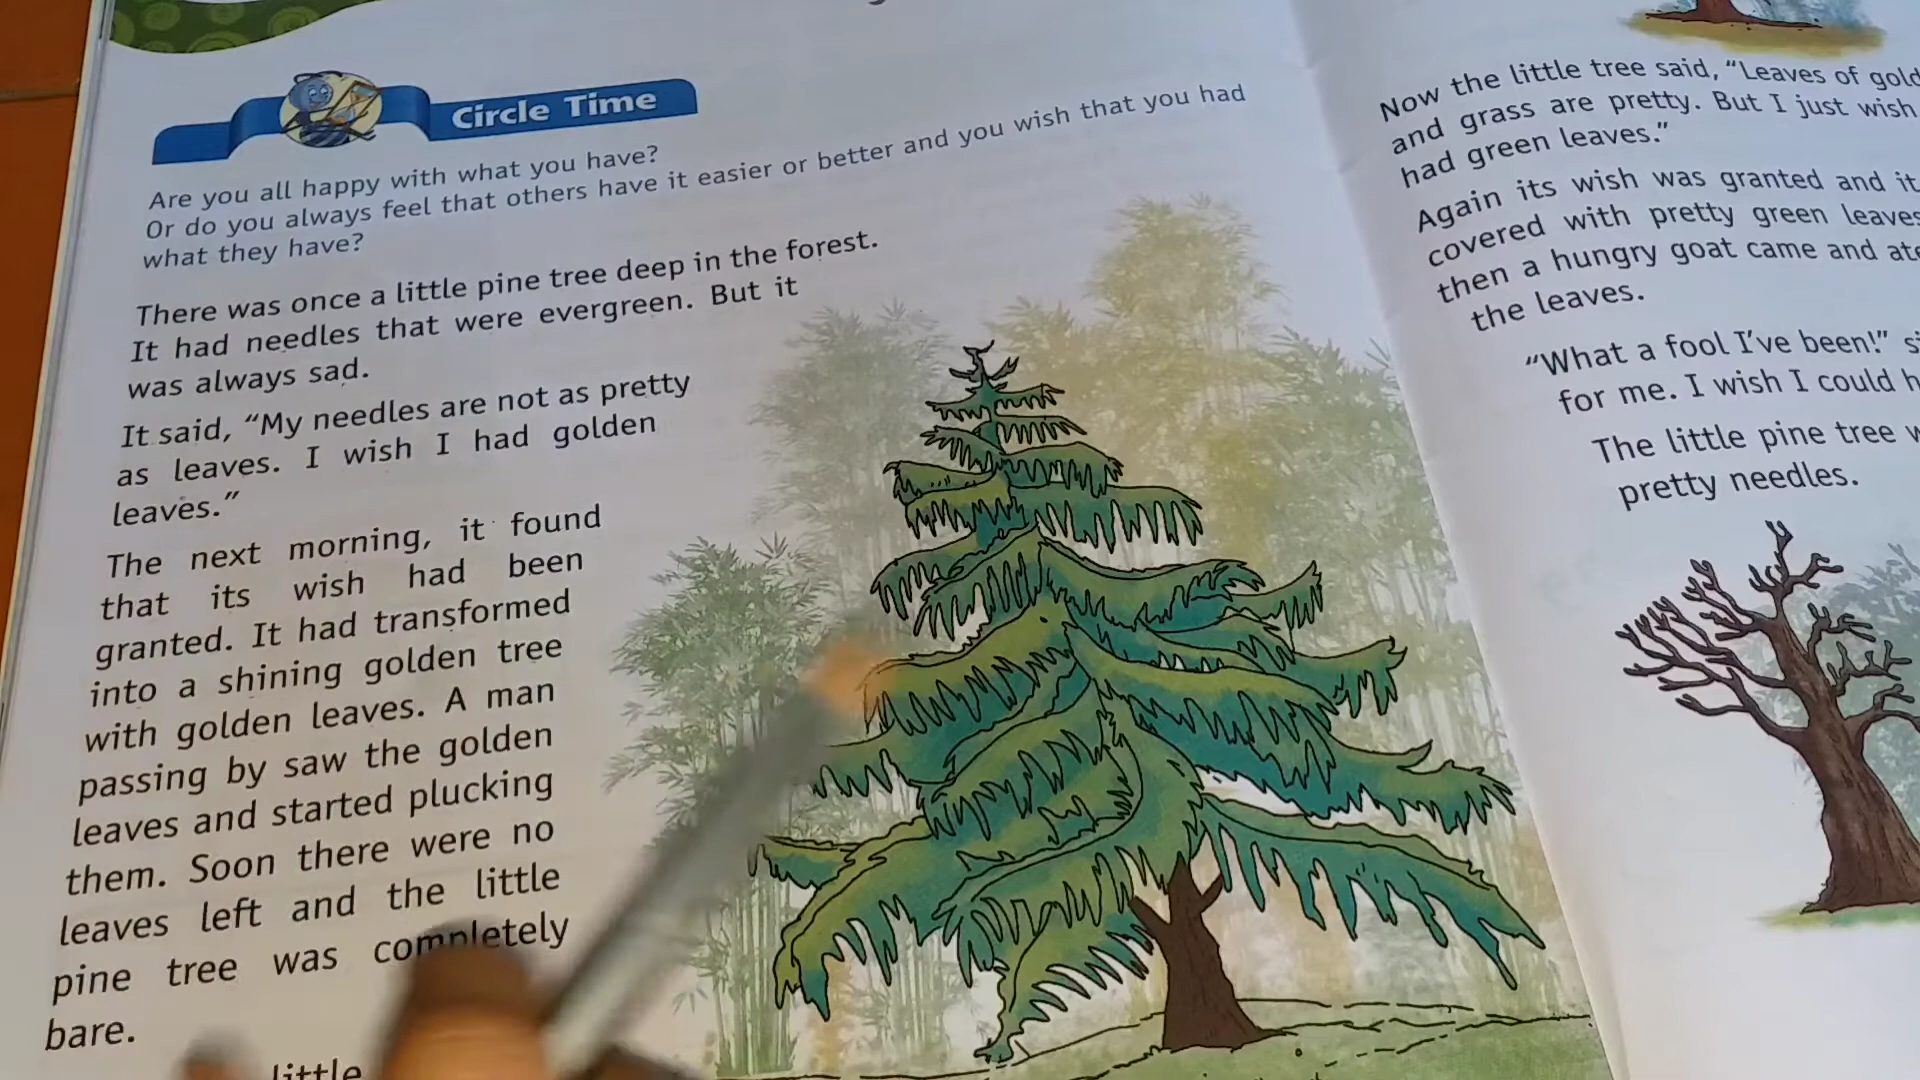 Circle Time
Are you all happy with what you have?
Or do you always feel that others have it easier or better and you wish that you had
what they have?
There was once a little pine tree deep in the forest.
It had needles that were evergreen. But it
was always sad.
It said, “My needles are not as pretty
as leaves. I wish I had golden
leaves.”
The next morning, it found
that its wish had been
granted. It had transformed
into a shining golden tree
with golden leaves. A man
passing by saw the golden
leaves and started plucking
them. Soon there were no
leaves left and the little
pine tree was completely
bare.
little
Now the little tree said, “Leaves of gold
and grass are pretty. But I just wish
had green leaves.”
Again its wish was granted and it
covered with pretty green leaves
then a hungry goat came and ate
the leaves.
“What a fool I’ve been!”
for me. I wish I could
The little pine tree
pretty needles.